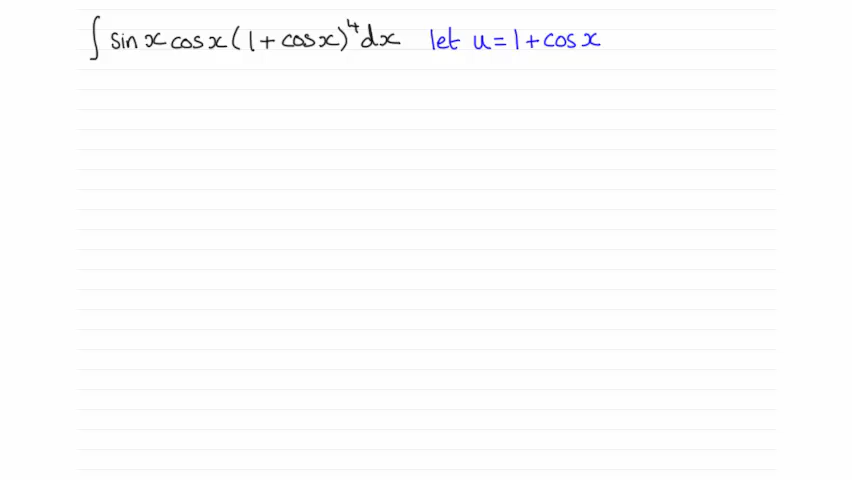 ∫ sin x cos x (1 + cos x)⁴ dx let u = 1 + cos x